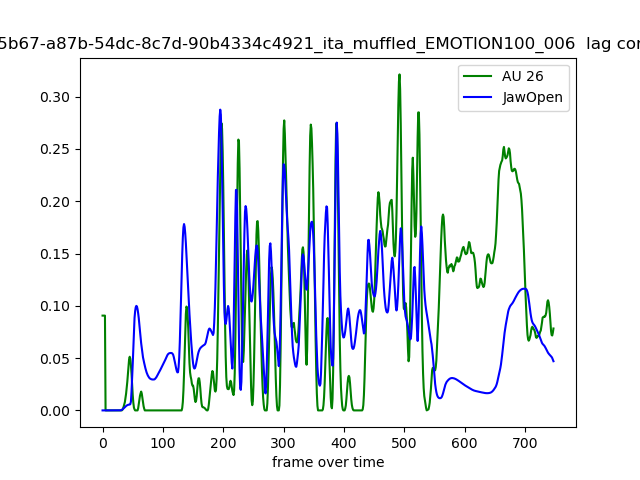 5b67-a87b-54dc-8c7d-90b4334c4921_ita_muffled_EMOTION100_006 lag
AU 26
JawOpen
0.30
0.25
0.20
0.15
0.10
0.05
0.00
0 100 200 300 400 500 600 700
frame over time